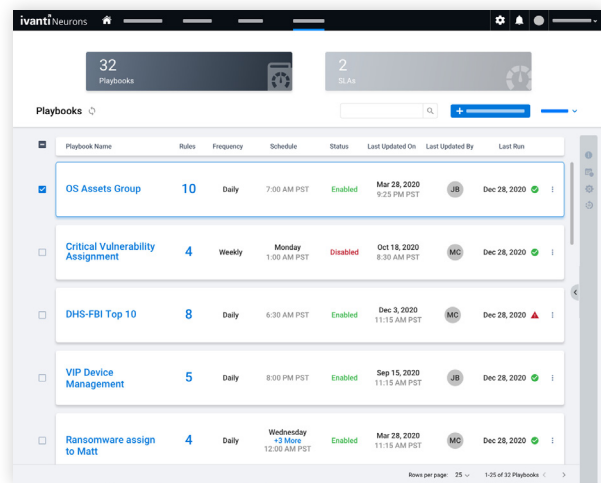 ivanti Neurons
32
Playbooks
2
SLAs
Playbooks
Playbook Name Rules Frequency Schedule Status Last Updated On Last Updated By Last Run
OS Assets Group 10 Daily 7:00 AM PST Enabled Mar 28, 2020 JB Dec 28, 2020
9:25 PM PST
Critical Vulnerability 4 Weekly Monday Disabled Oct 18, 2020 MC Dec 28, 2020
Assignment 1:00 AM PST 8:30 AM PST
DHS-FBI Top 10 8 Daily 6:30 AM PST Enabled Dec 3, 2020 MC Dec 28, 2020
11:15 AM PST
VIP Device 5 Daily 8:00 PM PST Enabled Sep 15, 2020 JB Dec 28, 2020
Management 11:15 AM PST
Ransomware assign 4 Daily Wednesday Enabled Mar 28, 2020 MC Dec 28, 2020
to Matt +3 More 11:15 AM PST
12:00 AM PST
Rows per page: 25 1-25 of 32 Playbooks